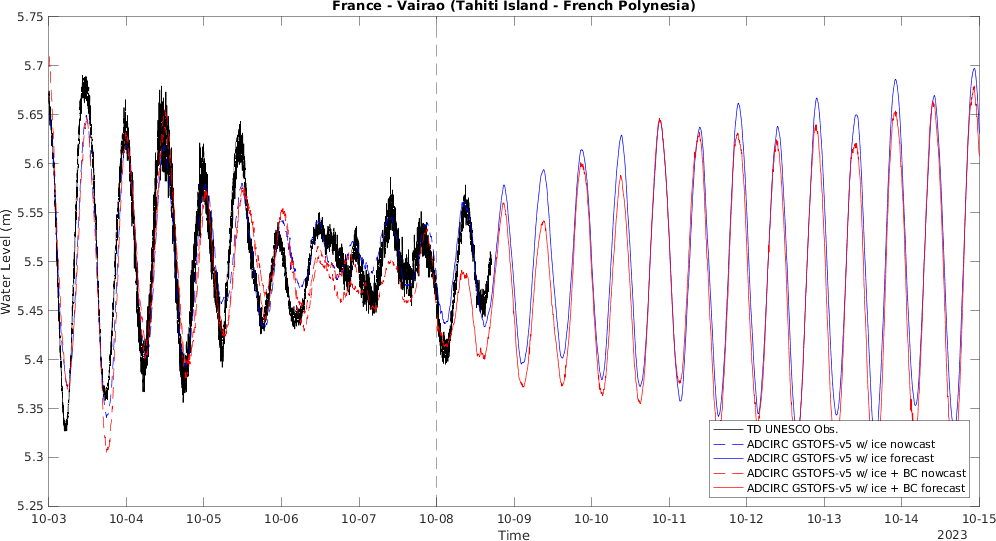 France - Vairao (Tahiti Island - French Polynesia)
5.75
5.7
5.65
5.6
5.55
5.5
5.45
5.4
5.35
5.3
5.25
Water Level (m)
TD UNESCO Obs.
ADCIRC GSTOFS-v5 w/ ice nowcast
ADCIRC GSTOFS-v5 w/ ice forecast
ADCIRC GSTOFS-v5 w/ ice + BC nowcast
ADCIRC GSTOFS-v5 w/ ice + BC forecast
10-03 10-04 10-05 10-06 10-07 10-08 10-09 10-10 10-11 10-12 10-13 10-14 10-15
Time
2023